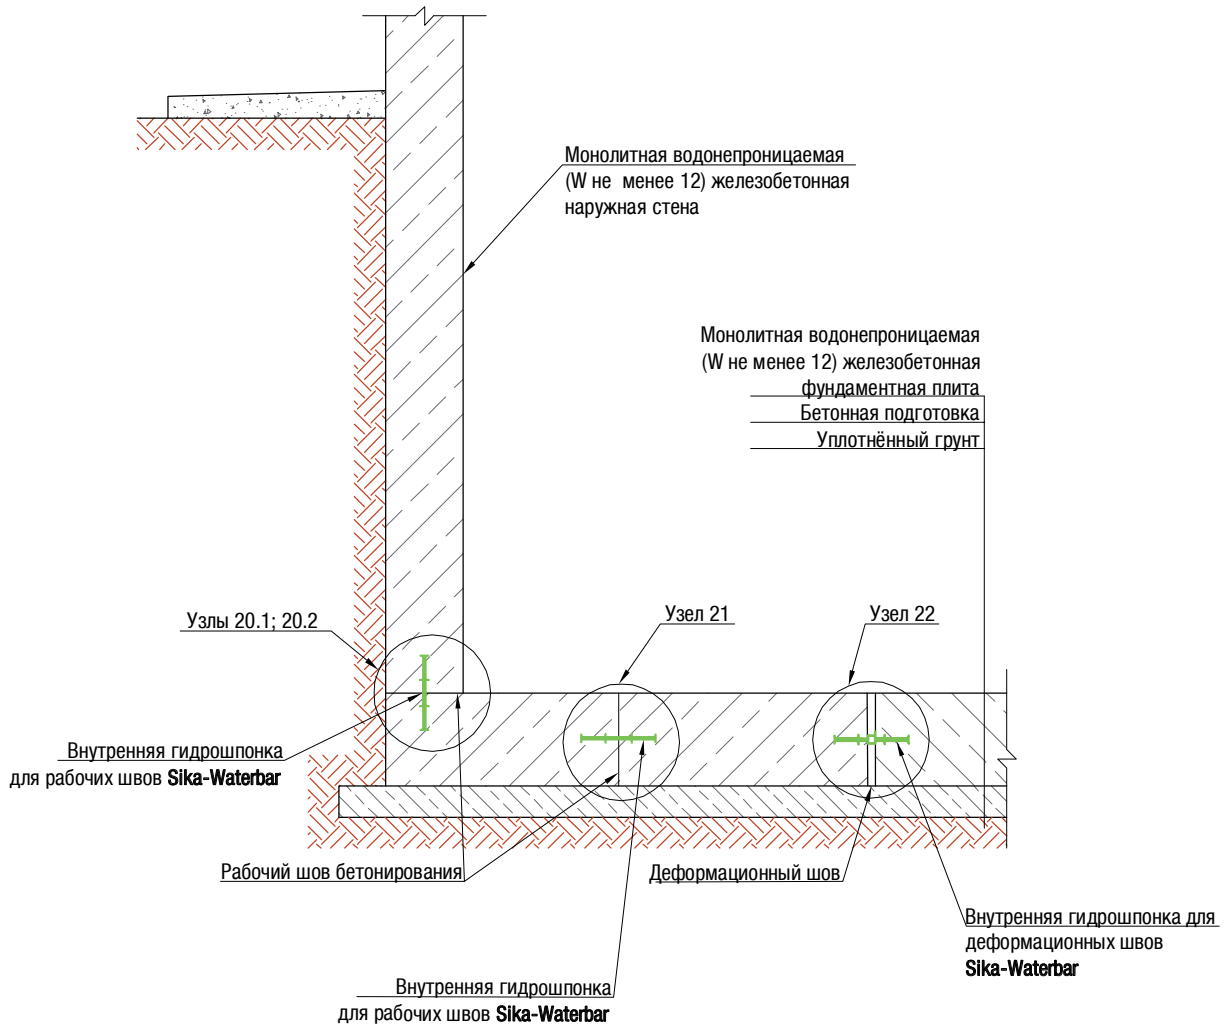 Монолитная водонепроницаемая
(W не менее 12) железобетонная
наружная стена
Монолитная водонепроницаемая
(W не менее 12) железобетонная
фундаментная плита
Бетонная подготовка
Уплотнённый грунт
Узлы 20.1; 20.2
Узел 21
Узел 22
Внутренняя гидрошпонка
для рабочих швов Sika-Waterbar
Рабочий шов бетонирования
Деформационный шов
Внутренняя гидрошпонка для
деформационных швов
Sika-Waterbar
Внутренняя гидрошпонка
для рабочих швов Sika-Waterbar